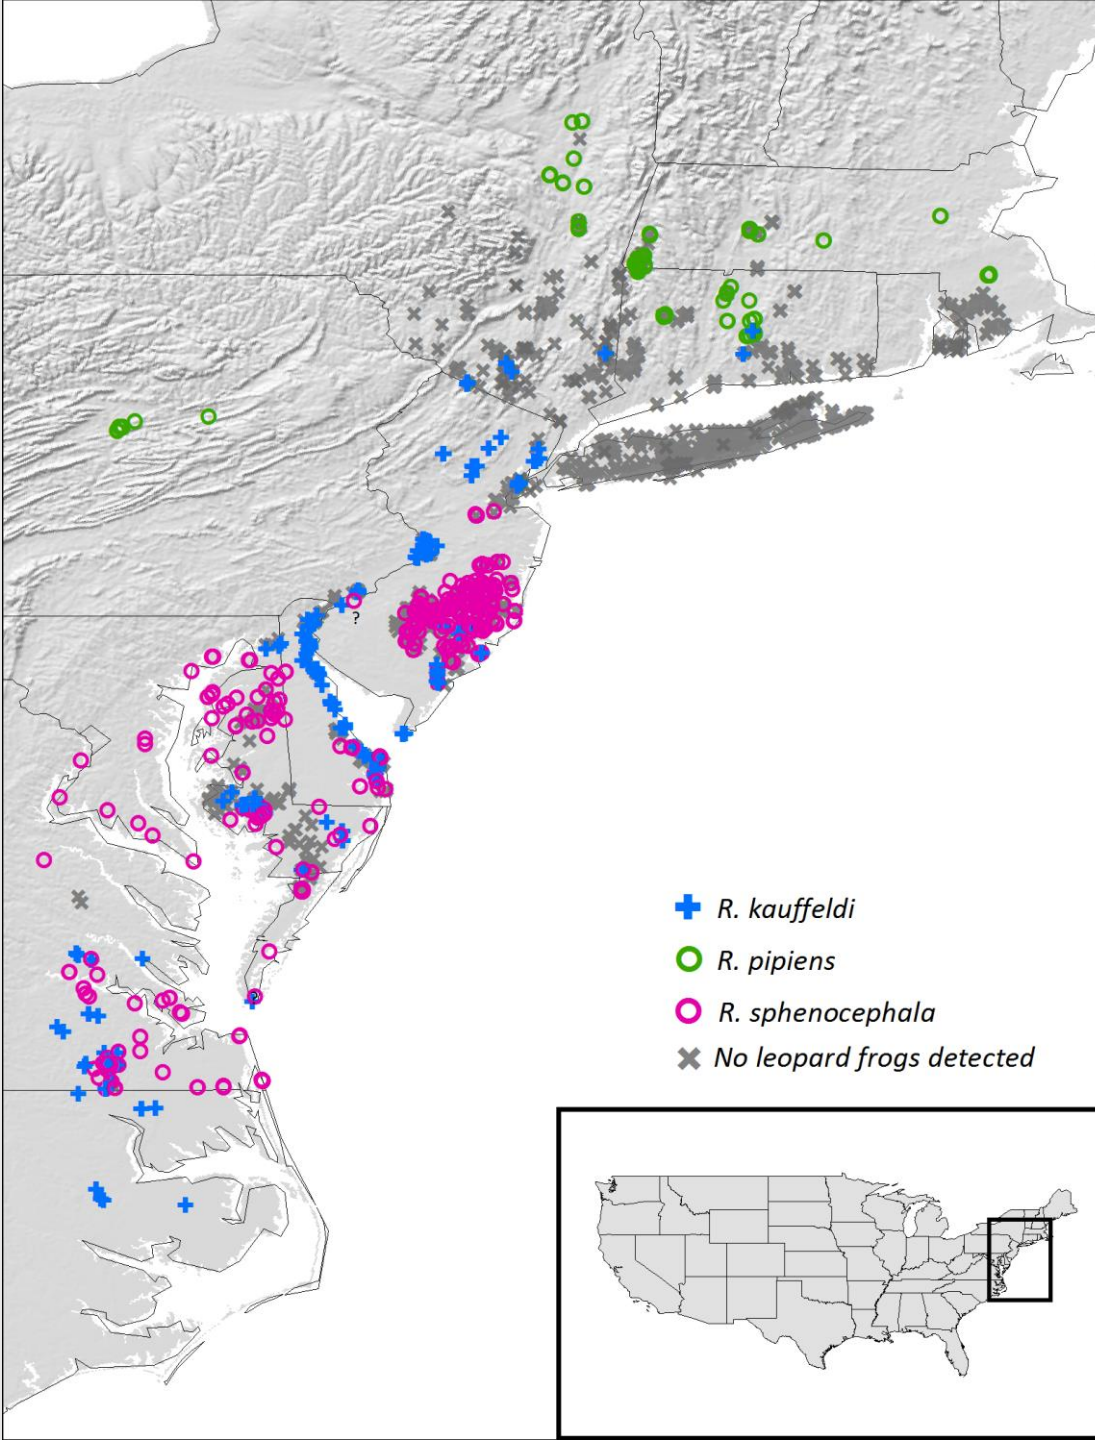 ?
R. kauffeldi
R. pipiens
R. sphenocephala
No leopard frogs detected